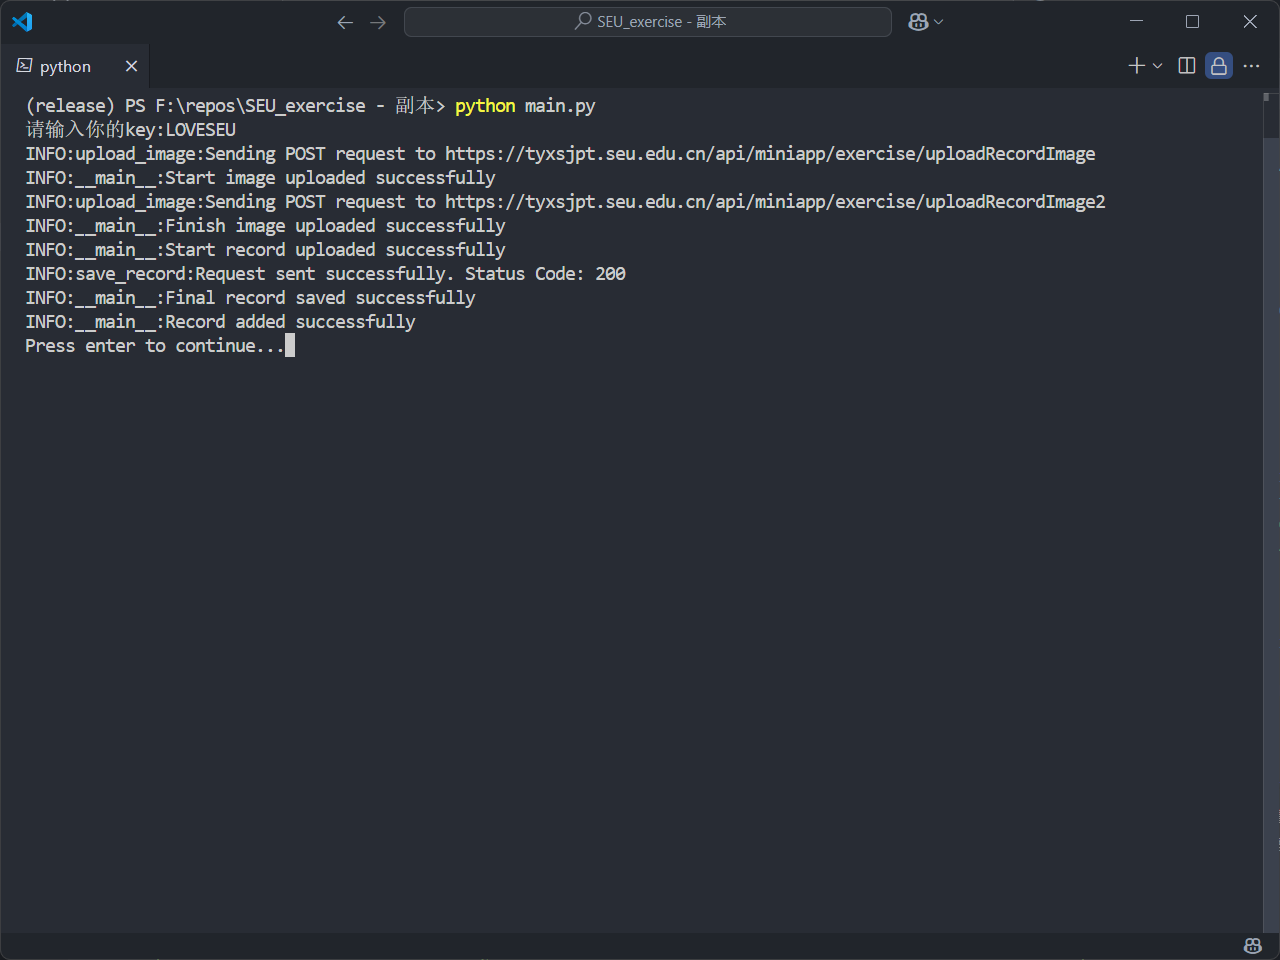 SEU_exercise - 副本
python
(release) PS F:\repos\SEU_exercise - 副本> python main.py
请输入你的key:LOVESEU
INFO:upload_image:Sending POST request to https://tyxsjpt.seu.edu.cn/api/miniapp/exercise/uploadRecordImage
INFO:__main__:Start image uploaded successfully
INFO:upload_image:Sending POST request to https://tyxsjpt.seu.edu.cn/api/miniapp/exercise/uploadRecordImage2
INFO:__main__:Finish image uploaded successfully
INFO:__main__:Start record uploaded successfully
INFO:save_record:Request sent successfully. Status Code: 200
INFO:__main__:Final record saved successfully
INFO:__main__:Record added successfully
Press enter to continue...